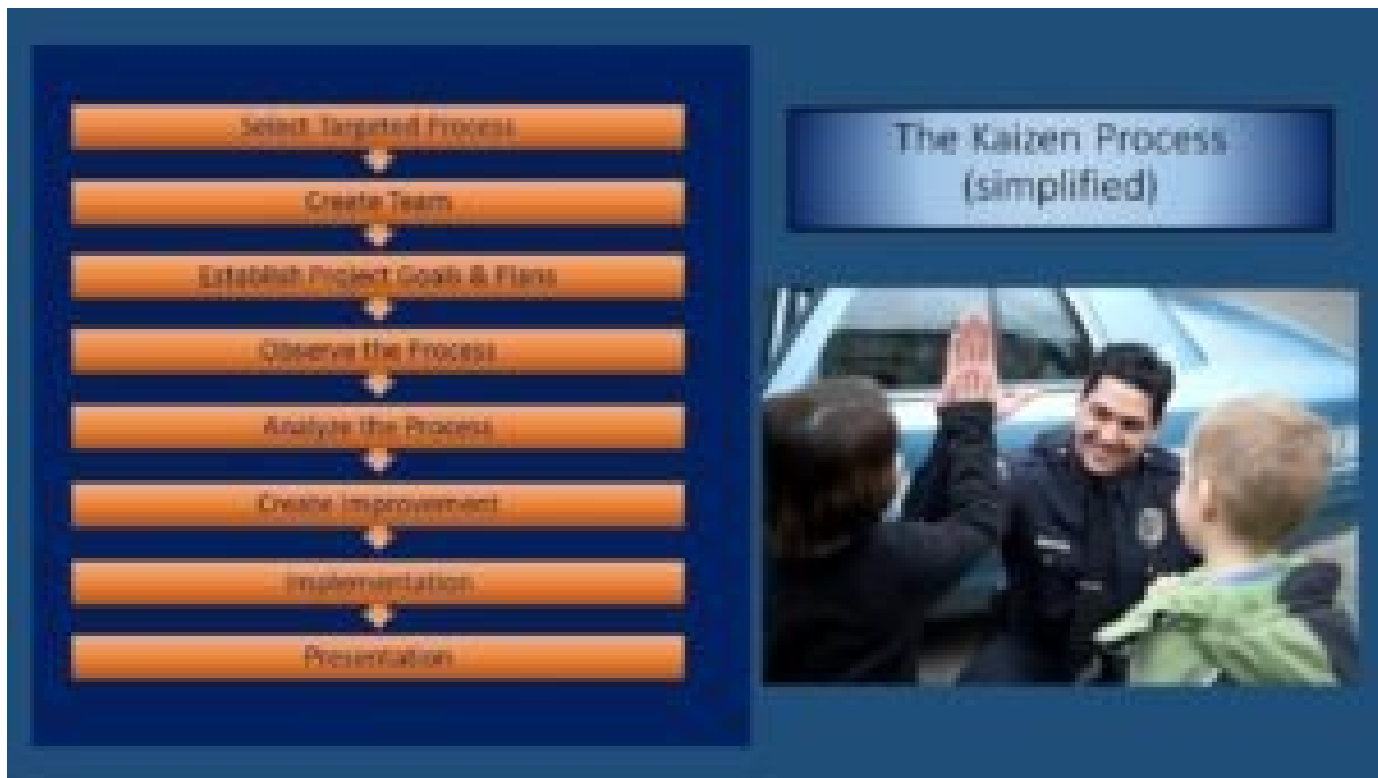 Select Targeted Process
Create Team
Establish Project Goals & Plans
Observe the Process
Analyze the Process
Create Improvement
Implementation
Presentation
The Kaizen Process
(simplified)